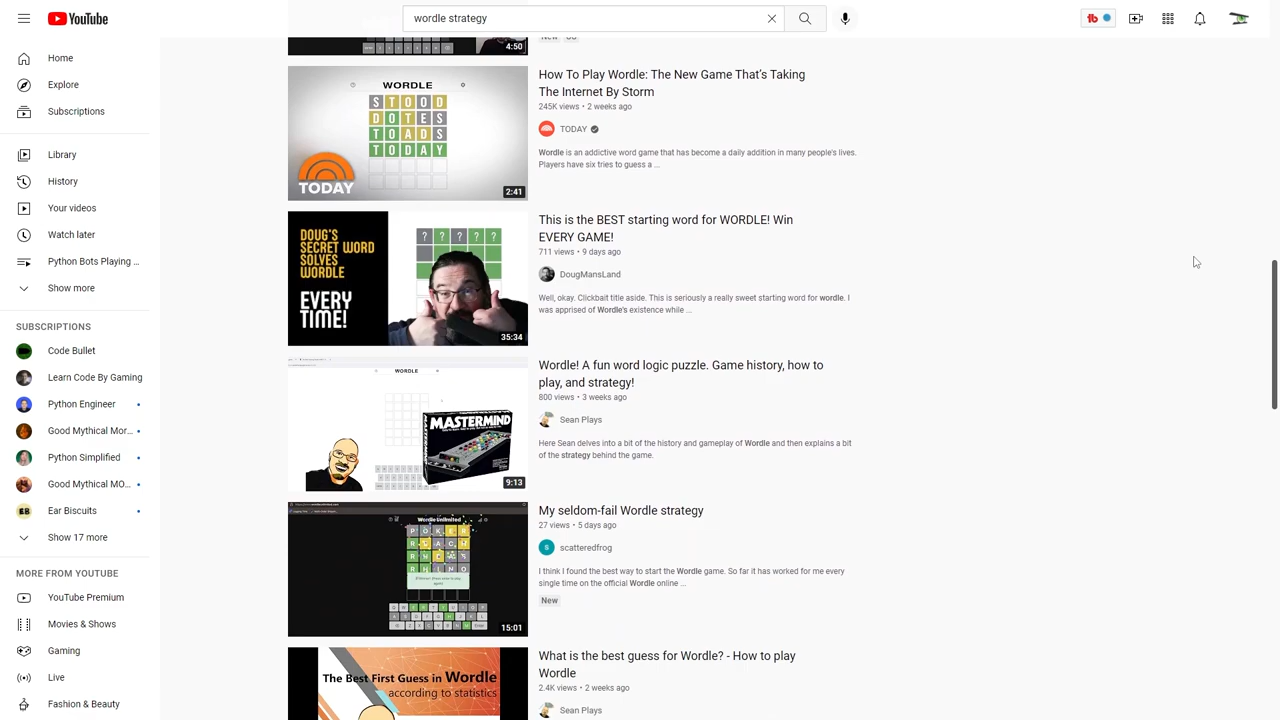 YouTube
wordle strategy
Home
Explore
Subscriptions
Library
History
Your videos
Watch later
Python Bots Playing ...
Show more
SUBSCRIPTIONS
Code Bullet
Learn Code By Gaming
Python Engineer
Good Mythical Mor...
Python Simplified
Good Mythical MO...
Ear Biscuits
Show 17 more
MORE FROM YOUTUBE
YouTube Premium
Movies & Shows
Gaming
Live
Fashion & Beauty
4:50
New
WORDLE
STOOD
DOTES
TOADS
TODAY
TODAY
2:41
How To Play Wordle: The New Game That's Taking
The Internet By Storm
245K views • 2 weeks ago
TODAY
Wordle is an addictive word game that has become a daily addition in many people's lives.
Players have six tries to guess a ...
DOUG'S
SECRET WORD
SOLVES
WORDLE
EVERY
TIME!
? ? ? ? ?
35:34
This is the BEST starting word for WORDLE! Win
EVERY GAME!
711 views • 9 days ago
DougMansLand
Well, okay. Clickbait title aside. This is seriously a really sweet starting word for wordle. I
was apprised of Wordle's existence while ...
WORDLE
MASTERMIND
9:13
Wordle! A fun word logic puzzle. Game history, how to
play, and strategy!
800 views • 3 weeks ago
Sean Plays
Here Sean delves into a bit of the history and gameplay of Wordle and then explains a bit
of the strategy behind the game.
Wordle Unlimited
POKER
RHINO
15:01
My seldom-fail Wordle strategy
27 views • 5 days ago
S
scatteredfrog
I think I found the best way to start the Wordle game. So far it has worked for me every
single time on the official Wordle online ...
New
The Best First Guess in Wordle
according to statistics
What is the best guess for Wordle? - How to play
Wordle
2.4K views • 2 weeks ago
Sean Plays